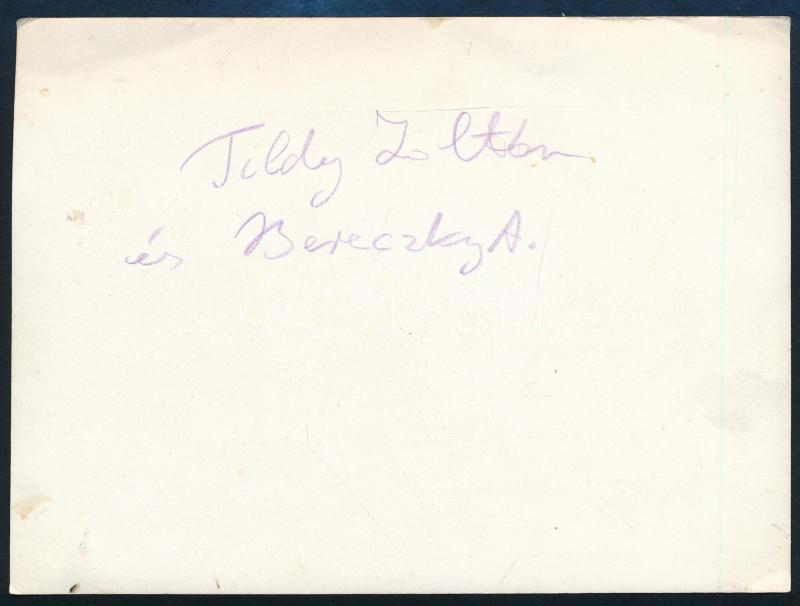 Tildy Zoltán
és Bereczky A.